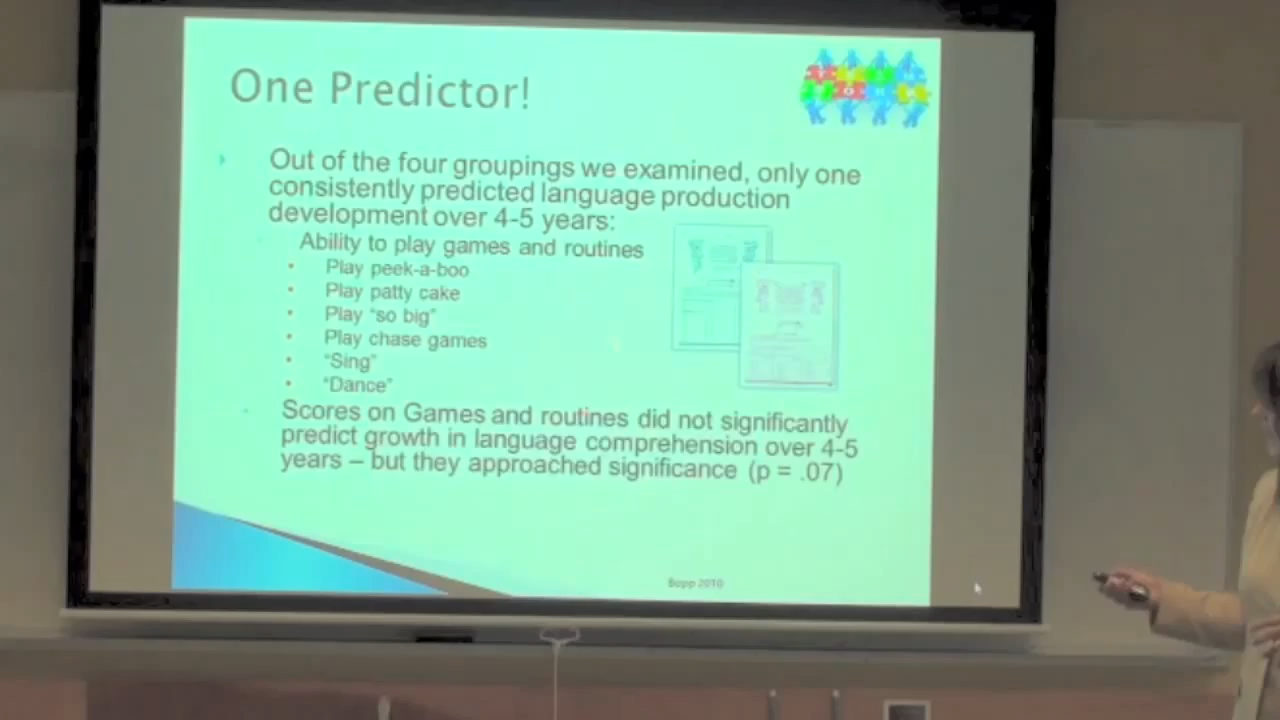 One Predictor!
Out of the four groupings we examined, only one
consistently predicted language production
development over 4-5 years:
Ability to play games and routines
• Play peek-a-boo
• Play patty cake
• Play “so big”
• Play chase games
• “Sing”
• “Dance”
Scores on Games and routines did not significantly
predict growth in language comprehension over 4-5
years – but they approached significance (p = .07)
Bopp 2010